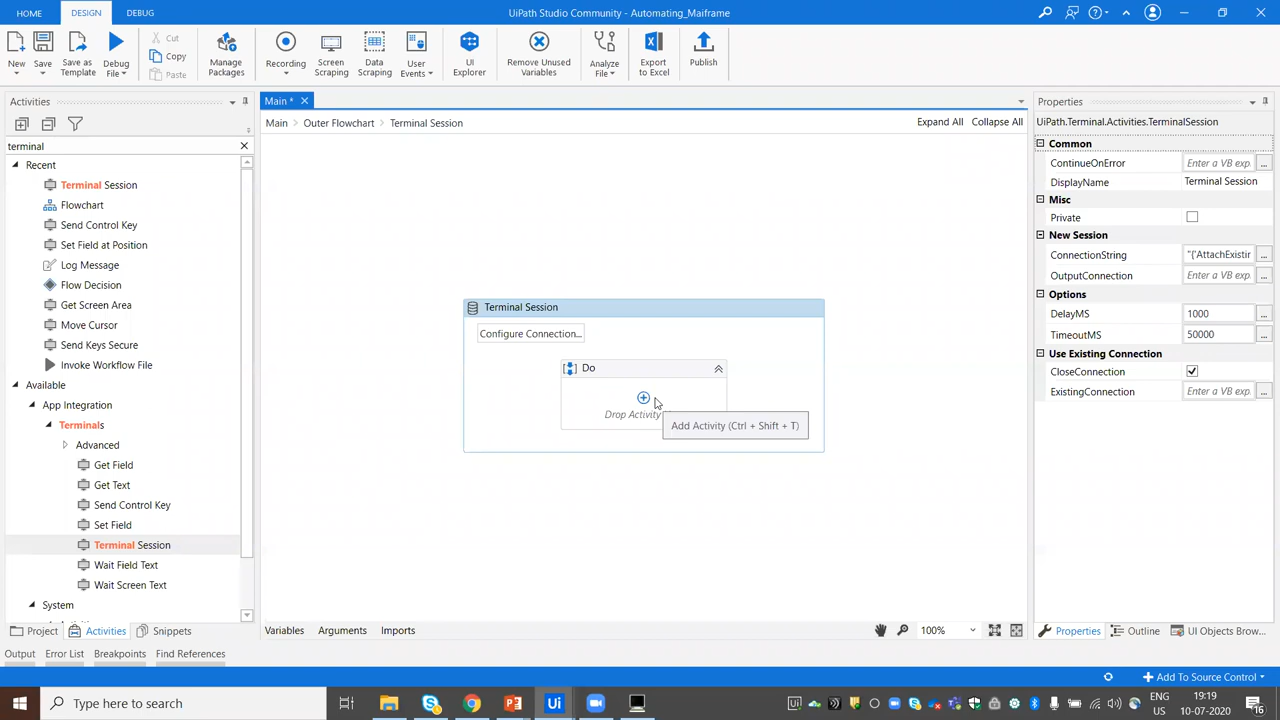 HOME
DESIGN
DEBUG
UiPath Studio Community - Automating_Maiframe
New
Save
Save as Template
Debug File
Cut
Copy
Paste
Manage Packages
Recording
Screen Scraping
Data Scraping
User Events
UI Explorer
Remove Unused Variables
Analyze File
Export to Excel
Publish
Activities
terminal
Recent
Terminal Session
Flowchart
Send Control Key
Set Field at Position
Log Message
Flow Decision
Get Screen Area
Move Cursor
Send Keys Secure
Invoke Workflow File
Available
App Integration
Terminals
Advanced
Get Field
Get Text
Send Control Key
Set Field
Terminal Session
Wait Field Text
Wait Screen Text
System
Project
Activities
Snippets
Main *
Main
Outer Flowchart
Terminal Session
Expand All
Collapse All
Terminal Session
Configure Connection...
Do
Drop Activity
Add Activity (Ctrl + Shift + T)
Variables
Arguments
Imports
100%
Properties
UiPath.Terminal.Activities.TerminalSession
Common
ContinueOnError Enter a VB exp. ...
DisplayName Terminal Session
Misc
Private
New Session
ConnectionString "{'AttachExistir ...
OutputConnection Enter a VB exp. ...
Options
DelayMS 1000 ...
TimeoutMS 50000 ...
Use Existing Connection
CloseConnection
ExistingConnection Enter a VB exp. ...
Properties
Outline
UI Objects Brow...
Output
Error List
Breakpoints
Find References
Add To Source Control
Type here to search
ENG
US
19:19
10-07-2020
16